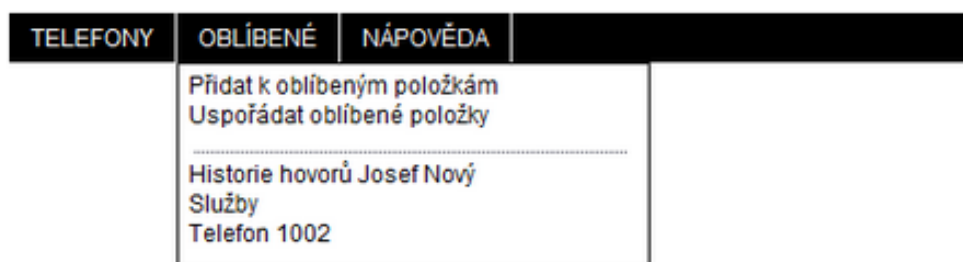 TELEFONY OBLÍBENÉ NÁPOVĚDA
Přidat k oblíbeným položkám
Uspořádat oblíbené položky
Historie hovorů Josef Nový
Služby
Telefon 1002